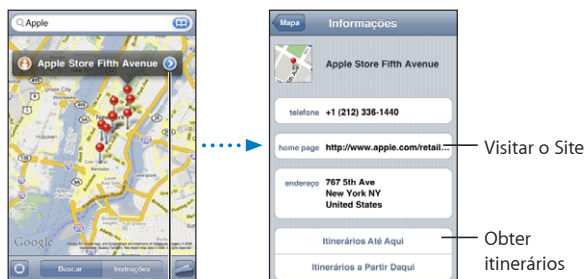 Apple
Apple Store Fifth Avenue
Google
Buscar
Instruções
Mapa
Informações
Apple Store Fifth Avenue
telefone +1 (212) 336-1440
home page http://www.apple.com/retail...
endereço 767 5th Ave
New York NY
United States
Itinerários Até Aqui
Itinerários a Partir Daqui
Visitar o Site
Obter
itinerários